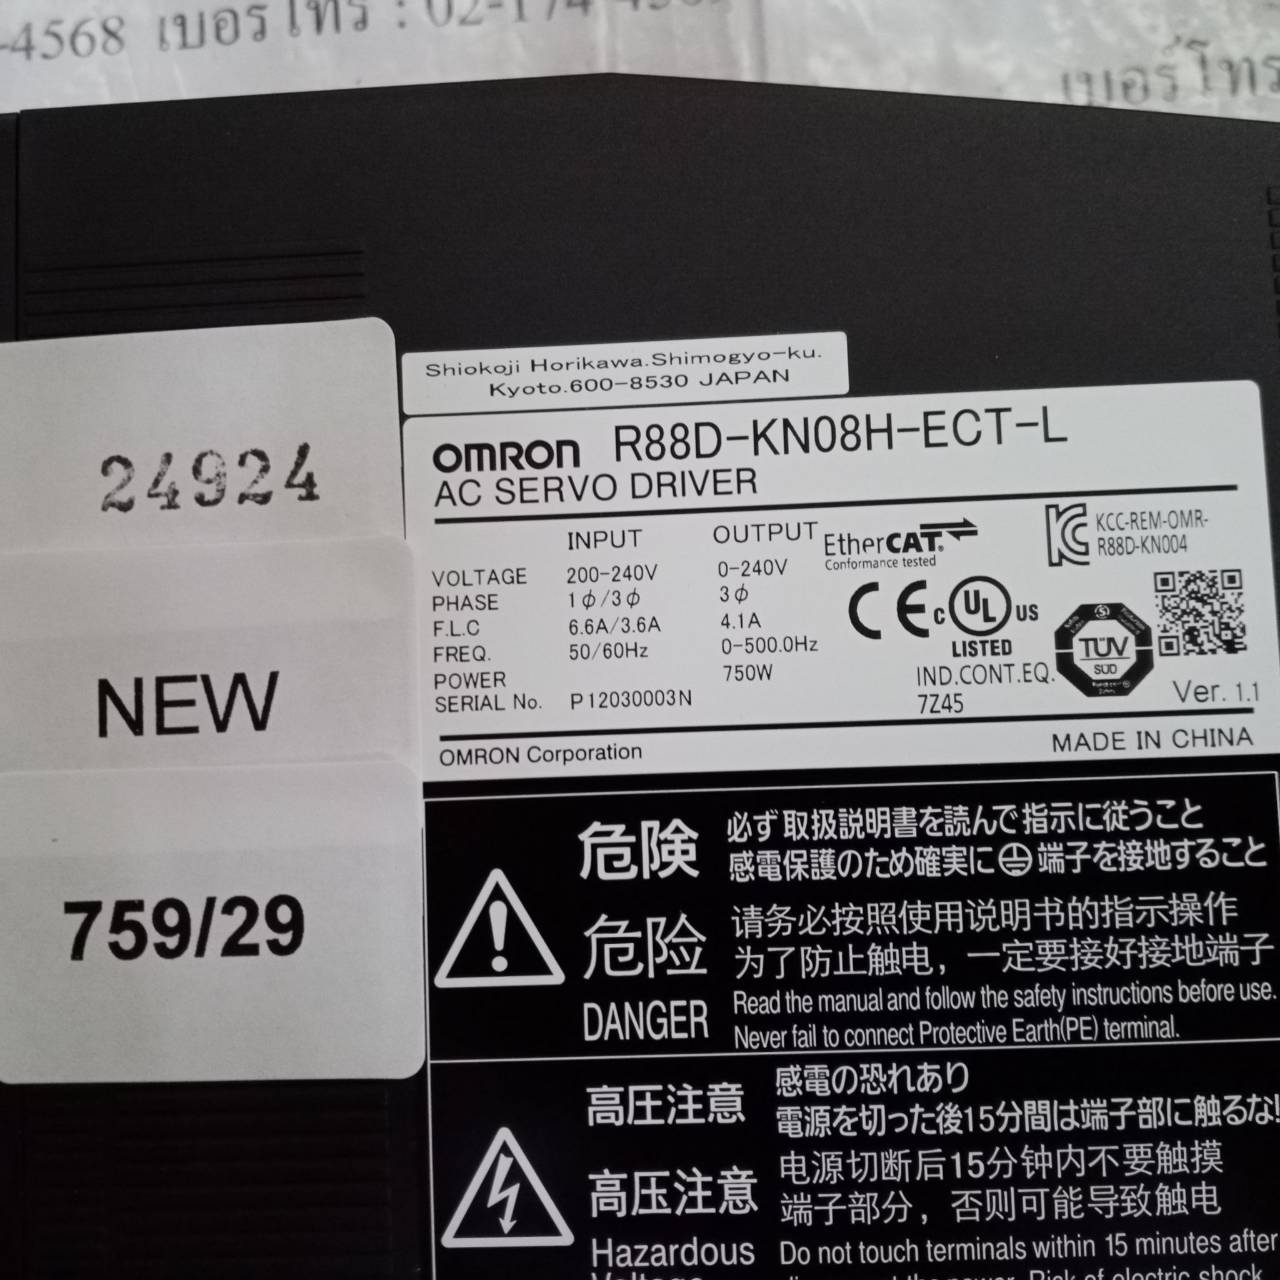 -4568 เบอร์โทร : 02-174-456
เบอร์โทร
Shiokoji Horikawa.Shimogyo-ku.
Kyoto.600-8530 JAPAN
24924
NEW
759/29
OMRON R88D-KN08H-ECT-L
AC SERVO DRIVER
INPUT OUTPUT
VOLTAGE 200-240V 0-240V
PHASE 1ϕ/3ϕ 3ϕ
F.L.C 6.6A/3.6A 4.1A
FREQ. 50/60Hz 0-500.0Hz
POWER 750W
SERIAL No. P12030003N
EtherCAT®
Conformance tested
KCC-REM-OMR-
R88D-KN004
CE c UL US
LISTED
IND.CONT.EQ.
7Z45
TÜV
SÜD
Ver. 1.1
OMRON Corporation MADE IN CHINA
危険 必ず取扱説明書を読んで指示に従うこと
感電保護のため確実に⏚端子を接地すること
危险 请务必按照使用说明书的指示操作
为了防止触电，一定要接好接地端子
DANGER Read the manual and follow the safety instructions before use.
Never fail to connect Protective Earth(PE) terminal.
高圧注意 感電の恐れあり
電源を切った後15分間は端子部に触るな!
高压注意 电源切断后15分钟内不要触摸
端子部分，否则可能导致触电
Hazardous Do not touch terminals within 15 minutes after
Voltage Risk of electric shock.